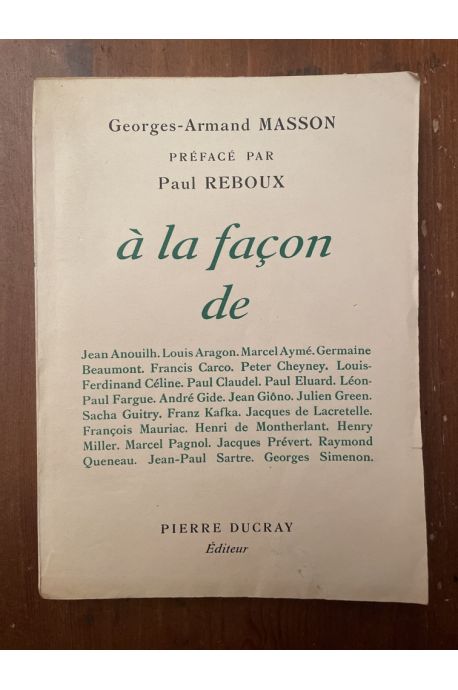 Georges-Armand MASSON
PRÉFACÉ PAR
Paul REBOUX
à la façon
de
Jean Anouilh. Louis Aragon. Marcel Aymé. Germaine
Beaumont. Francis Carco. Peter Cheyney. Louis-
Ferdinand Céline. Paul Claudel. Paul Eluard. Léon-
Paul Fargue. André Gide. Jean Giôno. Julien Green.
Sacha Guitry. Franz Kafka. Jacques de Lacretelle.
François Mauriac. Henri de Montherlant. Henry
Miller. Marcel Pagnol. Jacques Prévert. Raymond
Queneau. Jean-Paul Sartre. Georges Simenon.
PIERRE DUCRAY
Éditeur